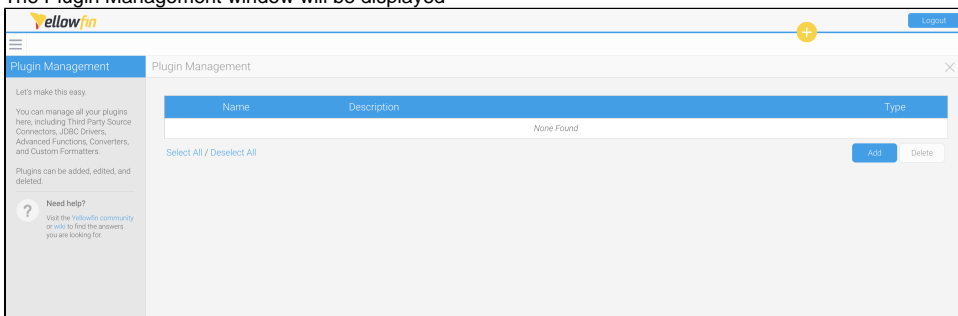 The Plugin Management window will be displayed
Yellowfin
Logout
Plugin Management
Plugin Management
Let's make this easy.
You can manage all your plugins
here, including Third Party Source
Connectors, JDBC Drivers,
Advanced Functions, Converters,
and Custom Formatters.
Plugins can be added, edited, and
deleted.
Need help?
Visit the Yellowfin community
or wiki to find the answers
you are looking for.
Name Description Type
None Found
Select All / Deselect All
Add Delete